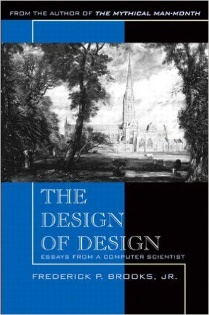 FROM THE AUTHOR OF THE MYTHICAL MAN-MONTH
THE
DESIGN
OF DESIGN
ESSAYS FROM A COMPUTER SCIENTIST
FREDERICK P. BROOKS, JR.